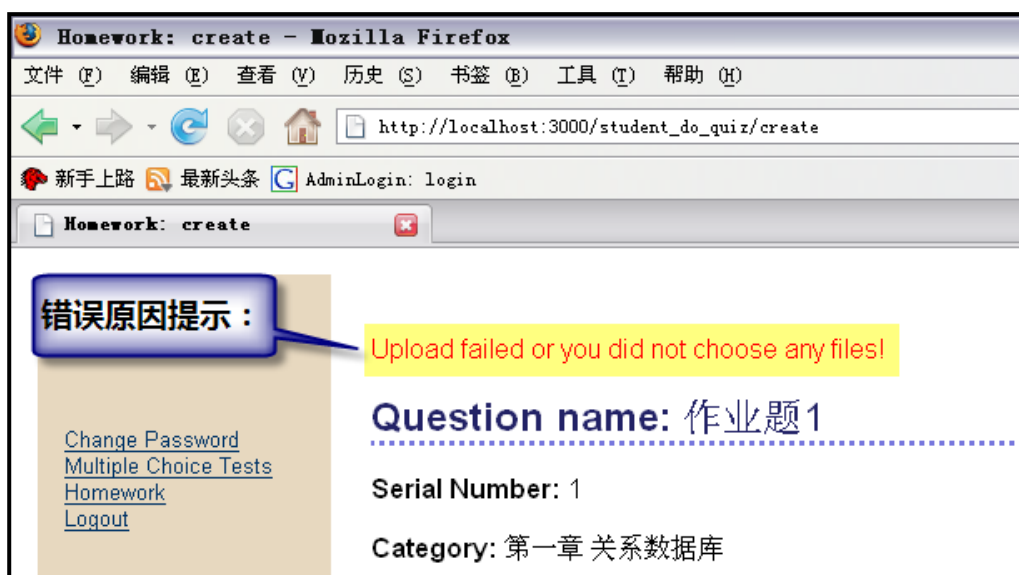 Homework: create - Mozilla Firefox
文件 (F) 编辑 (E) 查看 (V) 历史 (S) 书签 (B) 工具 (T) 帮助 (H)
http://localhost:3000/student_do_quiz/create
新手上路 最新头条 G AdminLogin: login
Homework: create
错误原因提示：
Upload failed or you did not choose any files!
Question name: 作业题1
Change Password
Multiple Choice Tests
Homework
Logout
Serial Number: 1
Category: 第一章 关系数据库